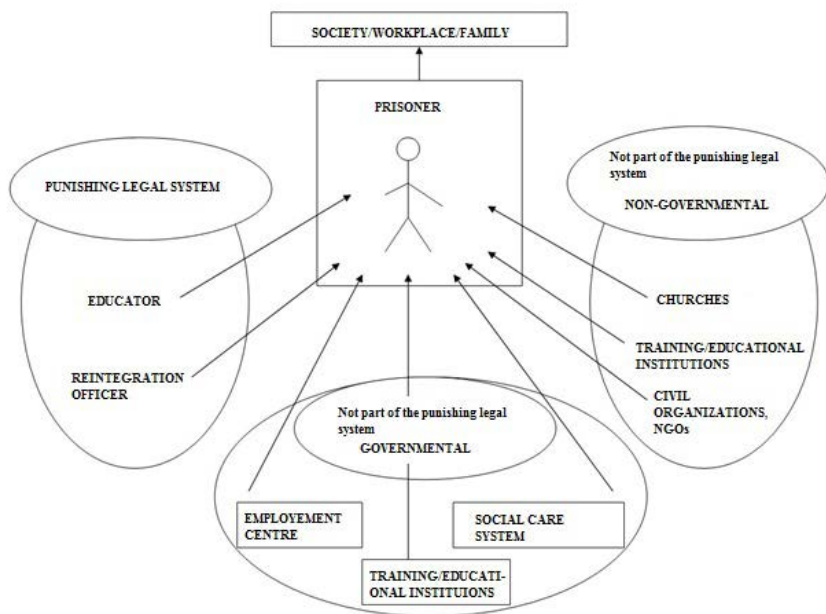 SOCIETY/WORKPLACE/FAMILY
PRISONER
PUNISHING LEGAL SYSTEM
EDUCATOR
REINTEGRATION
OFFICER
Not part of the punishing legal
system
NON-GOVERNMENTAL
CHURCHES
TRAINING/EDUCATIONAL
INSTITUTIONS
CIVIL
ORGANIZATIONS,
NGOs
Not part of the punishing legal
system
GOVERNMENTAL
EMPLOYEMENT
CENTRE
SOCIAL CARE
SYSTEM
TRAINING/EDUCATI-
ONAL INSTITUIONS